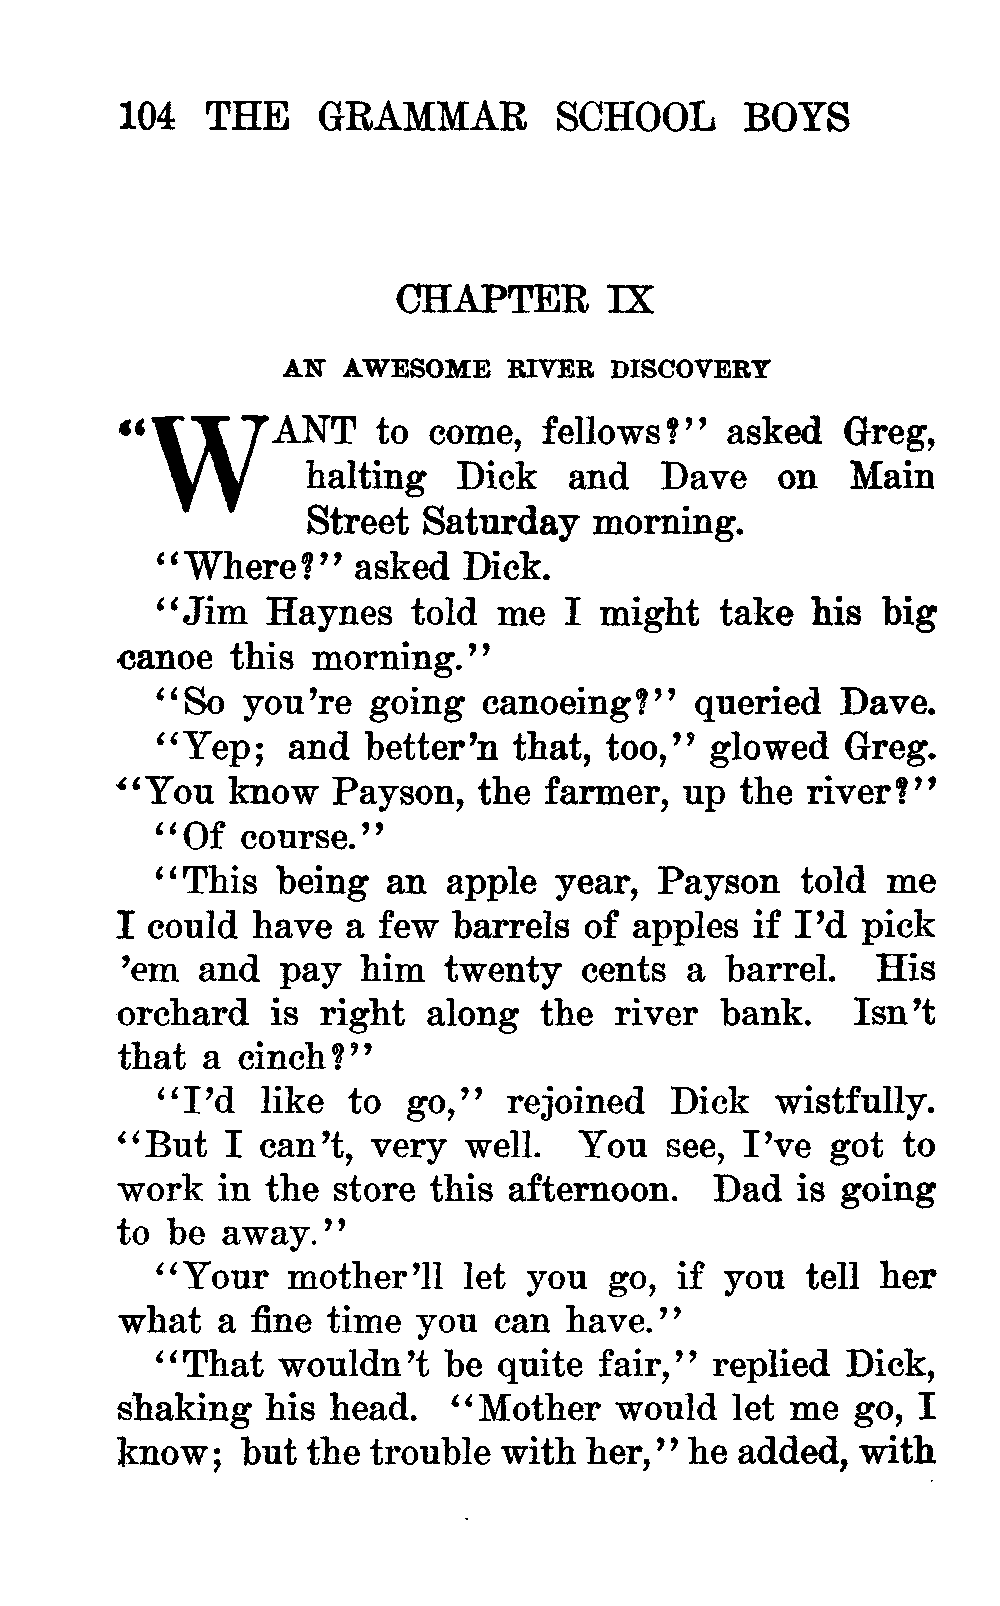 104 THE GRAMMAR SCHOOL BOYS
CHAPTER IX
AN AWESOME RIVER DISCOVERY
“WANT to come, fellows?” asked Greg,
halting Dick and Dave on Main
Street Saturday morning.
“Where?” asked Dick.
“Jim Haynes told me I might take his big
canoe this morning.”
“So you’re going canoeing?” queried Dave.
“Yep; and better’n that, too,” glowed Greg.
“You know Payson, the farmer, up the river?”
“Of course.”
“This being an apple year, Payson told me
I could have a few barrels of apples if I’d pick
’em and pay him twenty cents a barrel. His
orchard is right along the river bank. Isn’t
that a cinch?”
“I’d like to go,” rejoined Dick wistfully.
“But I can’t, very well. You see, I’ve got to
work in the store this afternoon. Dad is going
to be away.”
“Your mother’ll let you go, if you tell her
what a fine time you can have.”
“That wouldn’t be quite fair,” replied Dick,
shaking his head. “Mother would let me go, I
know; but the trouble with her,” he added, with